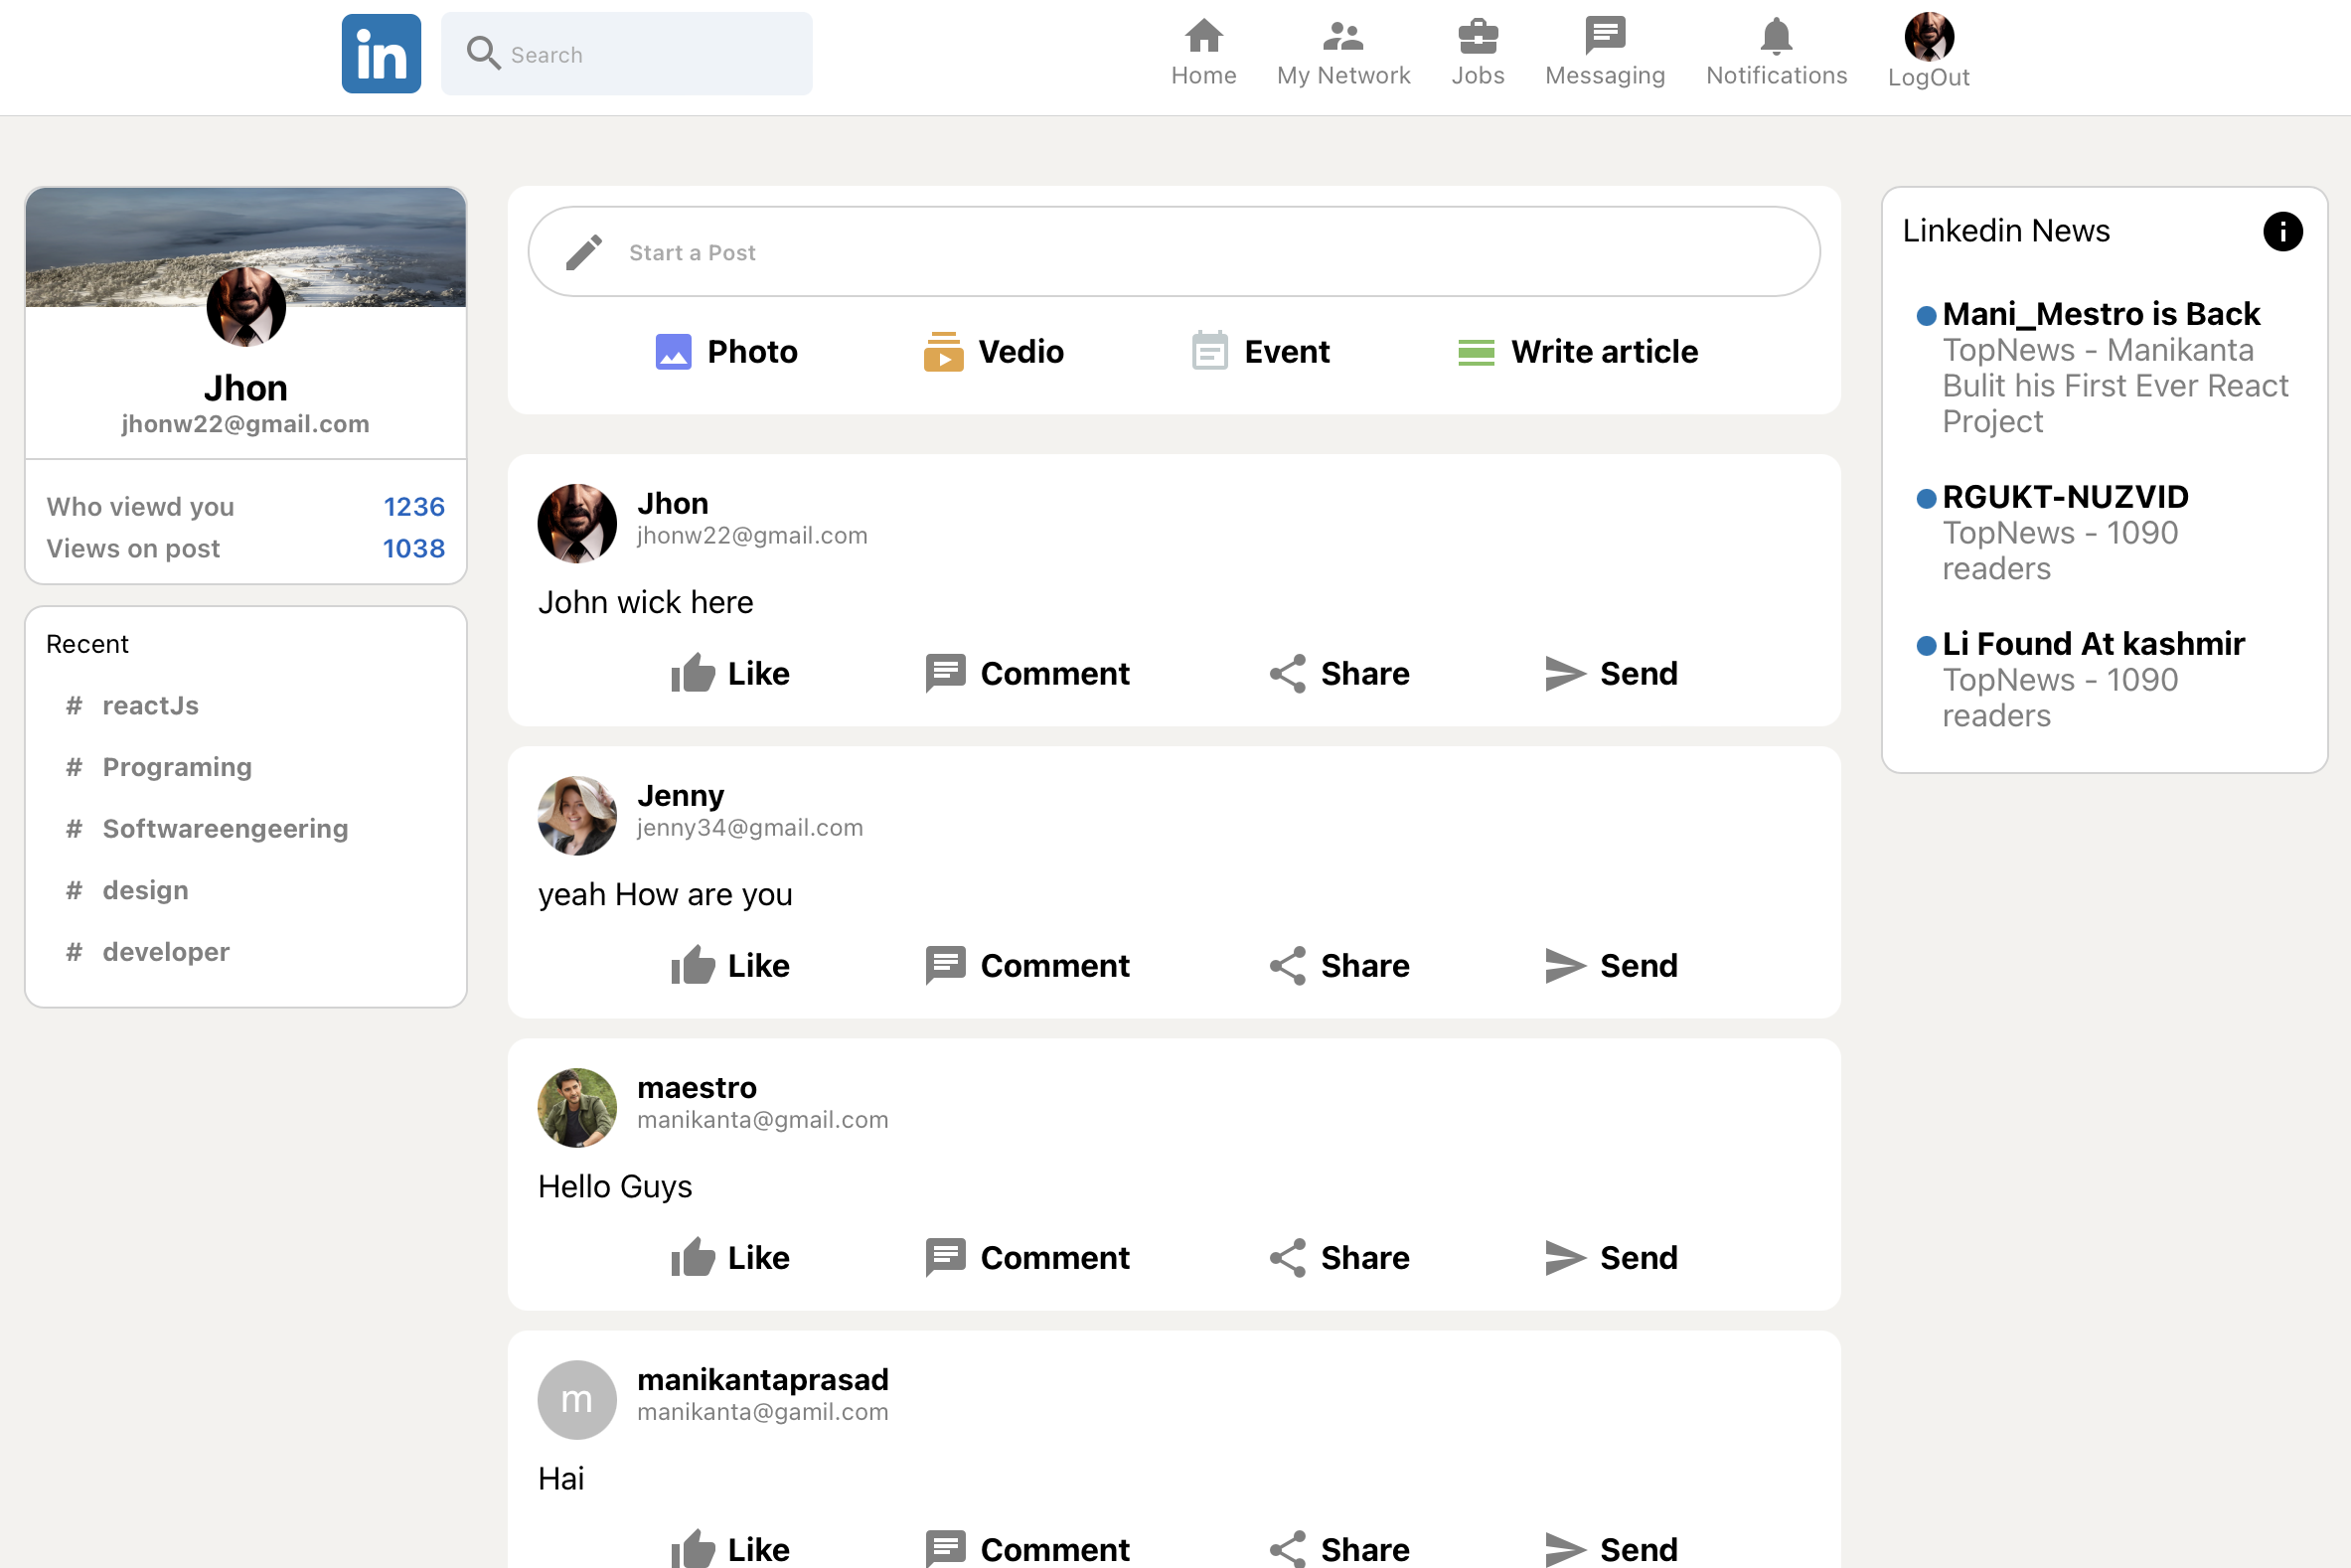 in
Search
Home
My Network
Jobs
Messaging
Notifications
LogOut
Jhon
jhonw22@gmail.com
Who viewd you 1236
Views on post 1038
Recent
# reactJs
# Programing
# Softwareengeering
# design
# developer
Start a Post
Photo
Vedio
Event
Write article
Jhon
jhonw22@gmail.com
John wick here
Like
Comment
Share
Send
Jenny
jenny34@gmail.com
yeah How are you
Like
Comment
Share
Send
maestro
manikanta@gmail.com
Hello Guys
Like
Comment
Share
Send
m
manikantaprasad
manikanta@gamil.com
Hai
Like
Comment
Share
Send
Linkedin News
Mani_Mestro is Back
TopNews - Manikanta
Bulit his First Ever React
Project
RGUKT-NUZVID
TopNews - 1090
readers
Li Found At kashmir
TopNews - 1090
readers